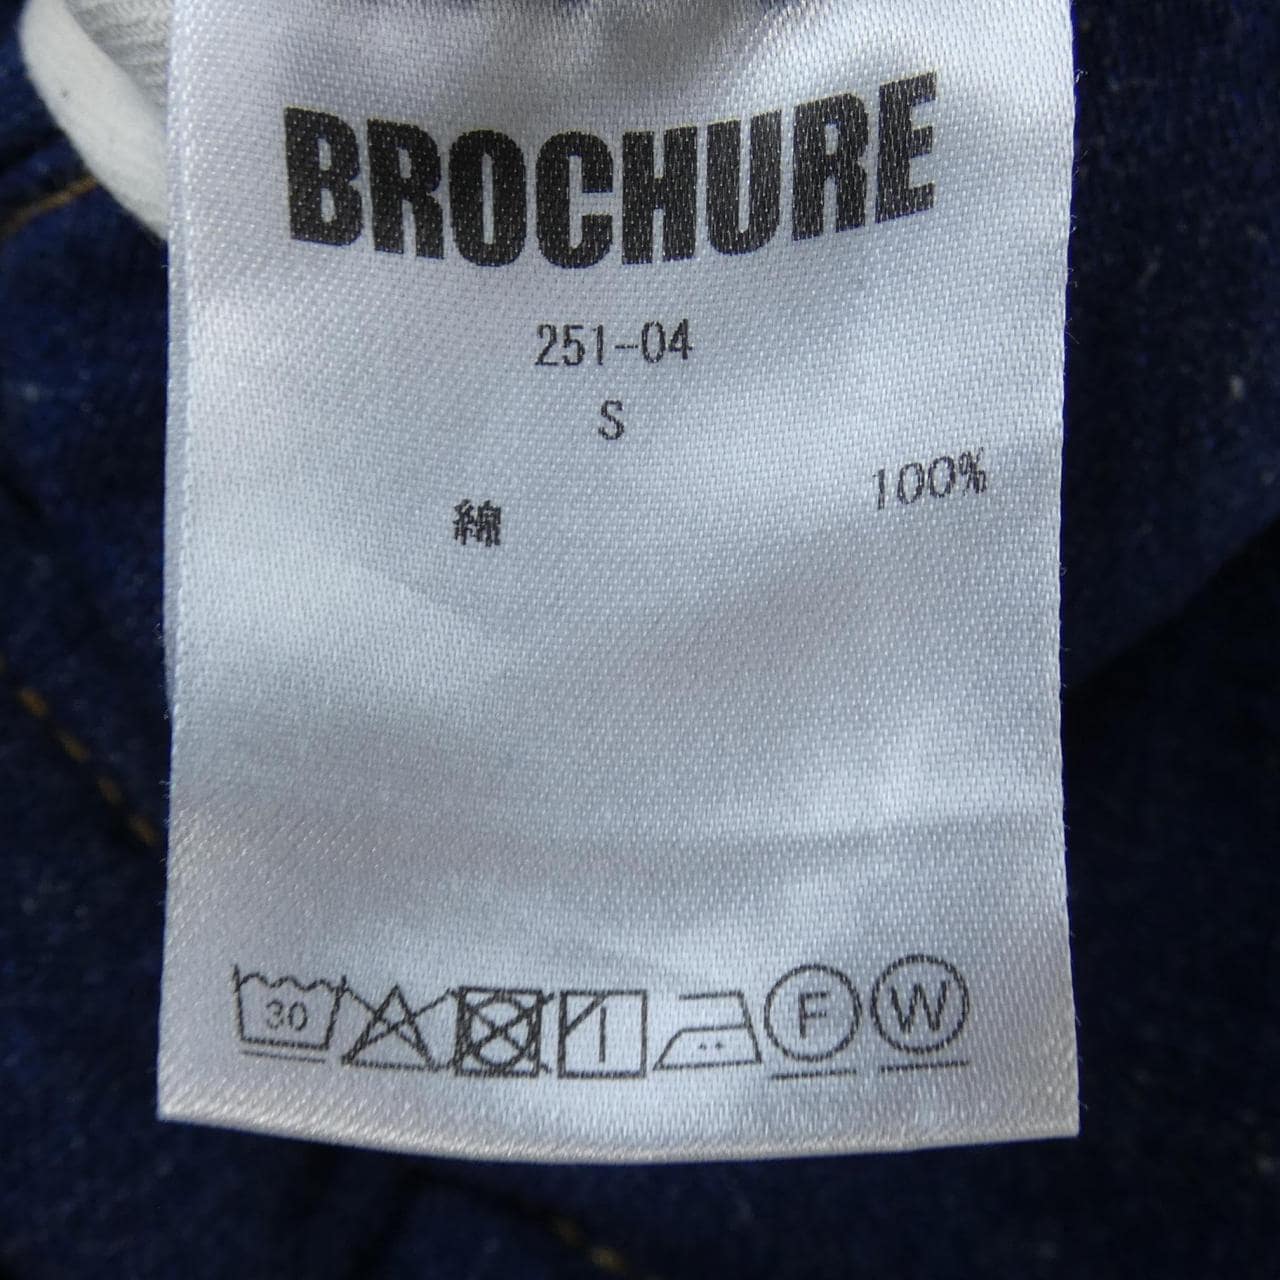 BROCHURE
251-04
S
綿 100%
30 F W